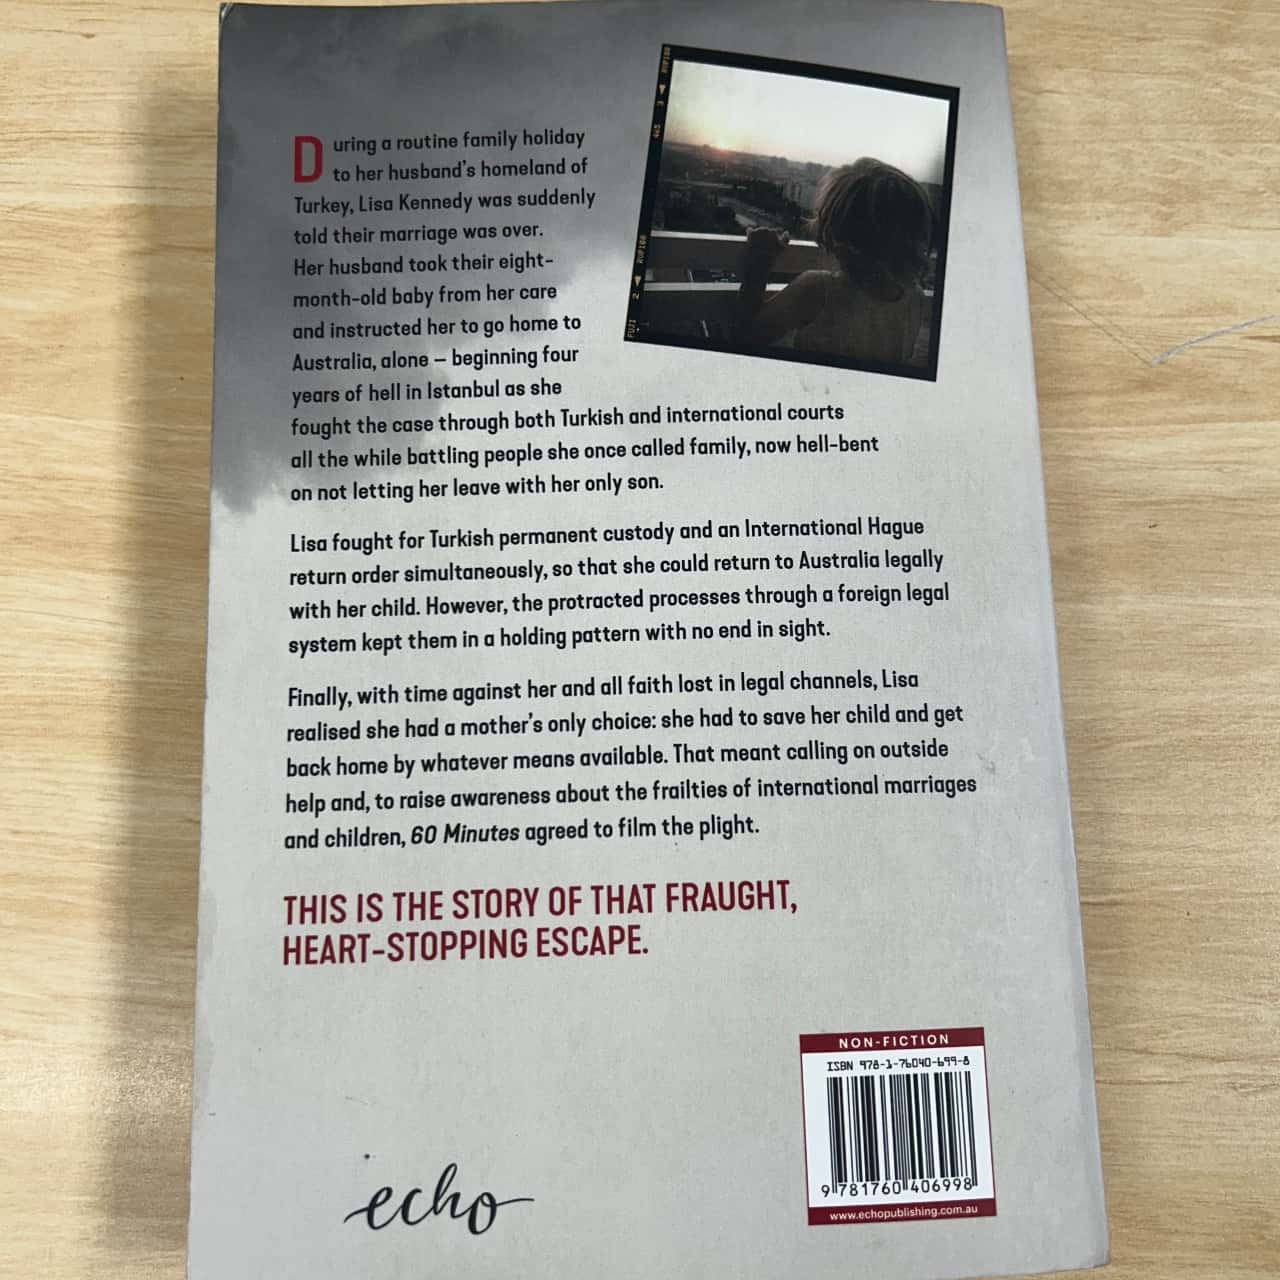 During a routine family holiday
to her husband's homeland of
Turkey, Lisa Kennedy was suddenly
told their marriage was over.
Her husband took their eight-
month-old baby from her care
and instructed her to go home to
Australia, alone – beginning four
years of hell in Istanbul as she
fought the case through both Turkish and international courts
all the while battling people she once called family, now hell-bent
on not letting her leave with her only son.
Lisa fought for Turkish permanent custody and an International Hague
return order simultaneously, so that she could return to Australia legally
with her child. However, the protracted processes through a foreign legal
system kept them in a holding pattern with no end in sight.
Finally, with time against her and all faith lost in legal channels, Lisa
realised she had a mother's only choice: she had to save her child and get
back home by whatever means available. That meant calling on outside
help and, to raise awareness about the frailties of international marriages
and children, 60 Minutes agreed to film the plight.
THIS IS THE STORY OF THAT FRAUGHT,
HEART-STOPPING ESCAPE.
NON-FICTION
ISBN 978-1-76040-699-8
9 781760 406998
www.echopublishing.com.au
echo
RVP100
3
465
RVP100
2
FUJI